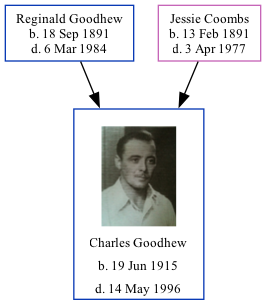 Reginald Goodhew
b. 18 Sep 1891
d. 6 Mar 1984
Jessie Coombs
b. 13 Feb 1891
d. 3 Apr 1977
Charles Goodhew
b. 19 Jun 1915
d. 14 May 1996